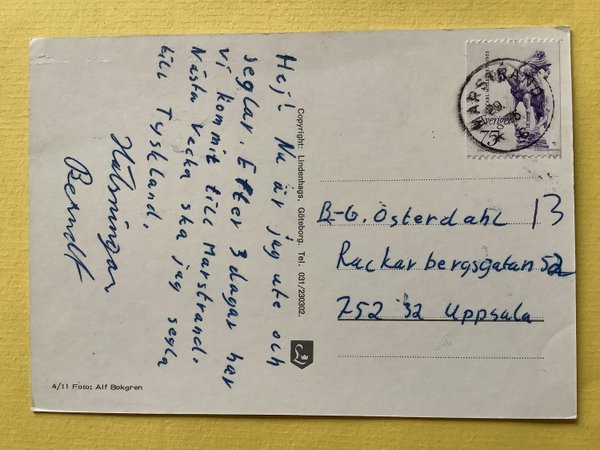 Hej! Nu är jag ute och
seglar. Efter 3 dagar har
vi kommit till Marstrand.
Nästa vecka ska jag segla
till Tyskland.
Hälsningar
Berndt
Copyright: Lindenhags, Göteborg. Tel. 031/230302.
4/11 Foto: Alf Bokgren
MARSTRAND
29
Sverige
75
B-G. Österdahl 13
Rackarbergsgatan 52
752 32 Uppsala